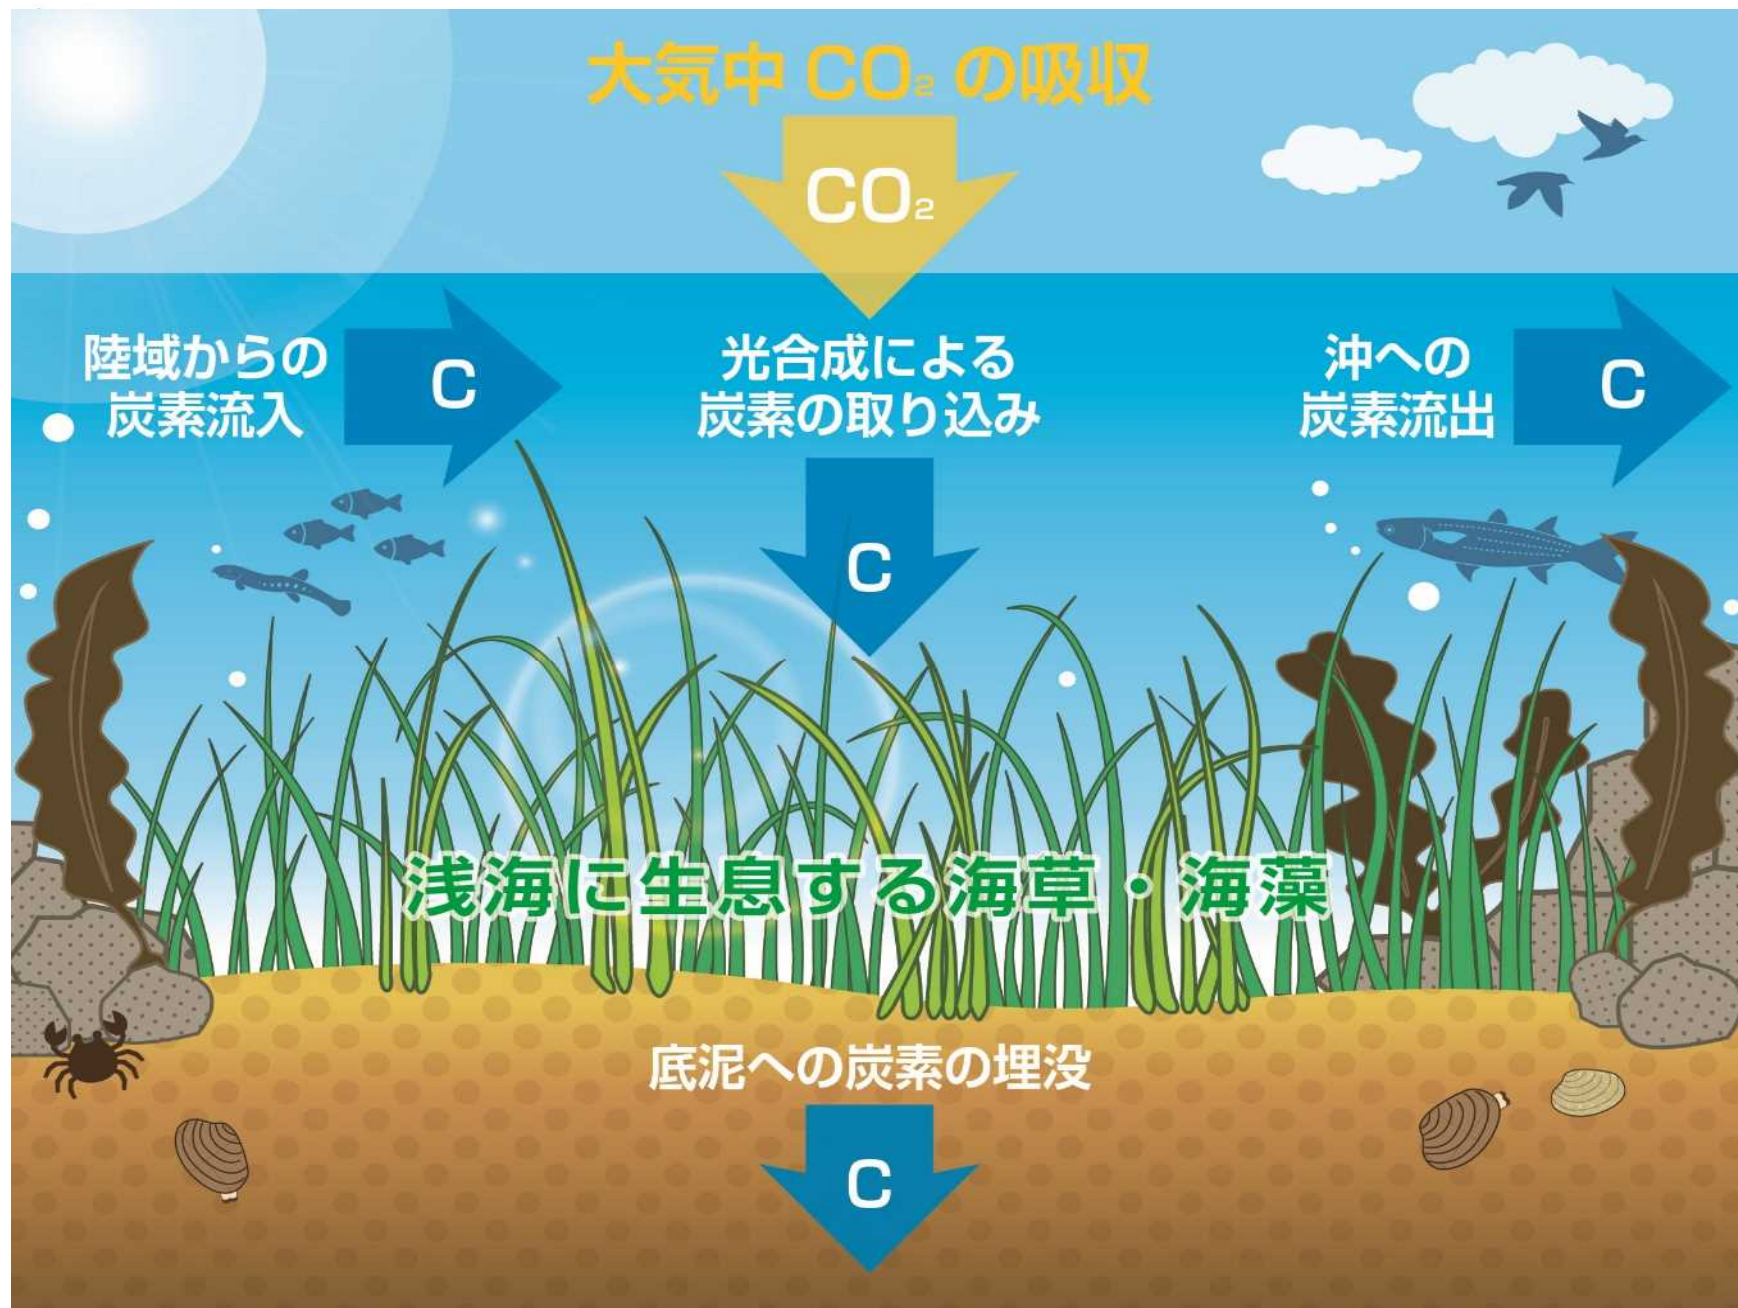 大気中 CO₂ の吸収
CO₂
陸域からの
炭素流入
C
光合成による
炭素の取り込み
沖への
炭素流出
C
C
浅海に生息する海草・海藻
底泥への炭素の埋没
C